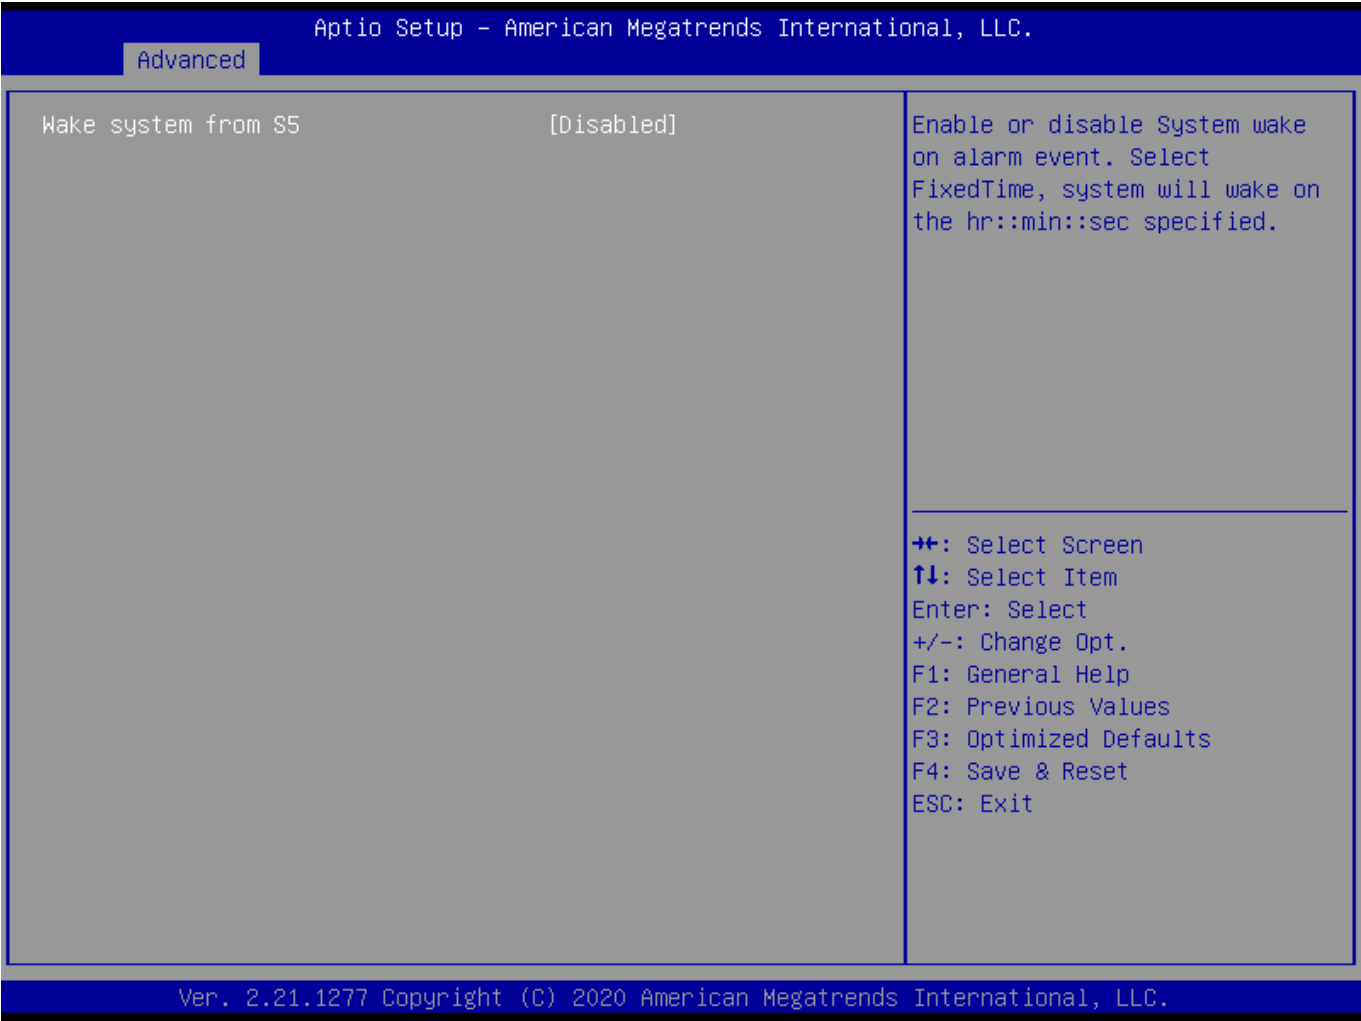 Aptio Setup – American Megatrends International, LLC.
Advanced
Wake system from S5 [Disabled]
Enable or disable System wake
on alarm event. Select
FixedTime, system will wake on
the hr::min::sec specified.
→←: Select Screen
↑↓: Select Item
Enter: Select
+/-: Change Opt.
F1: General Help
F2: Previous Values
F3: Optimized Defaults
F4: Save & Reset
ESC: Exit
Ver. 2.21.1277 Copyright (C) 2020 American Megatrends International, LLC.